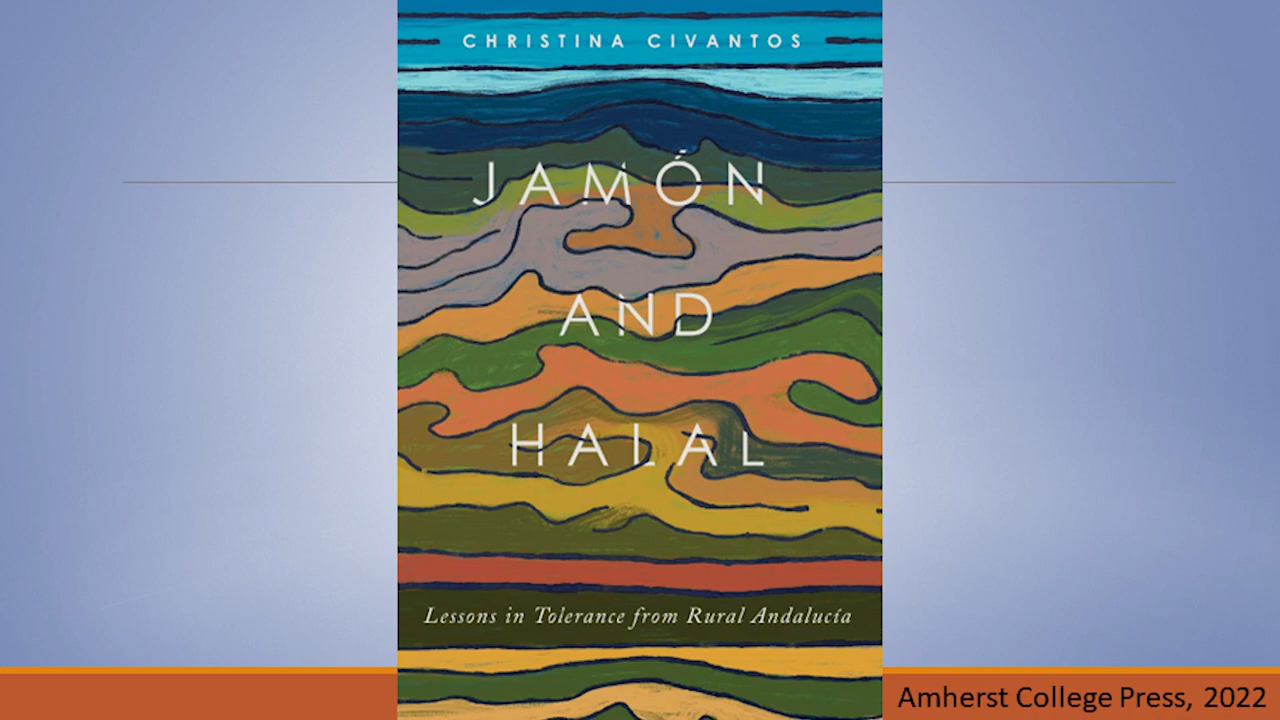 CHRISTINA CIVANTOS
JAMÓN
AND
HALAL
Lessons in Tolerance from Rural Andalucía
Amherst College Press, 2022